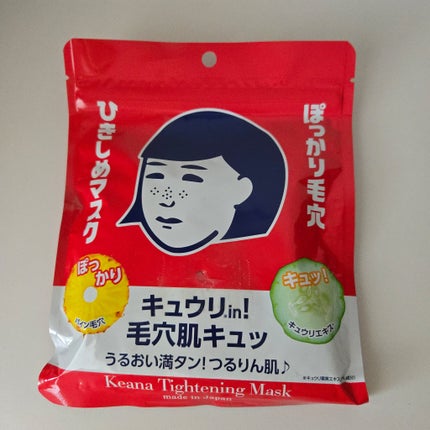 ぽっかり毛穴
ひきしめマスク
ぽっかり
パイン毛穴
キュッ!
キュウリエキス
キュウリ.in!
毛穴肌キュッ
うるおい満タン!つるりん肌♪
Keana Tightening Mask
made in Japan